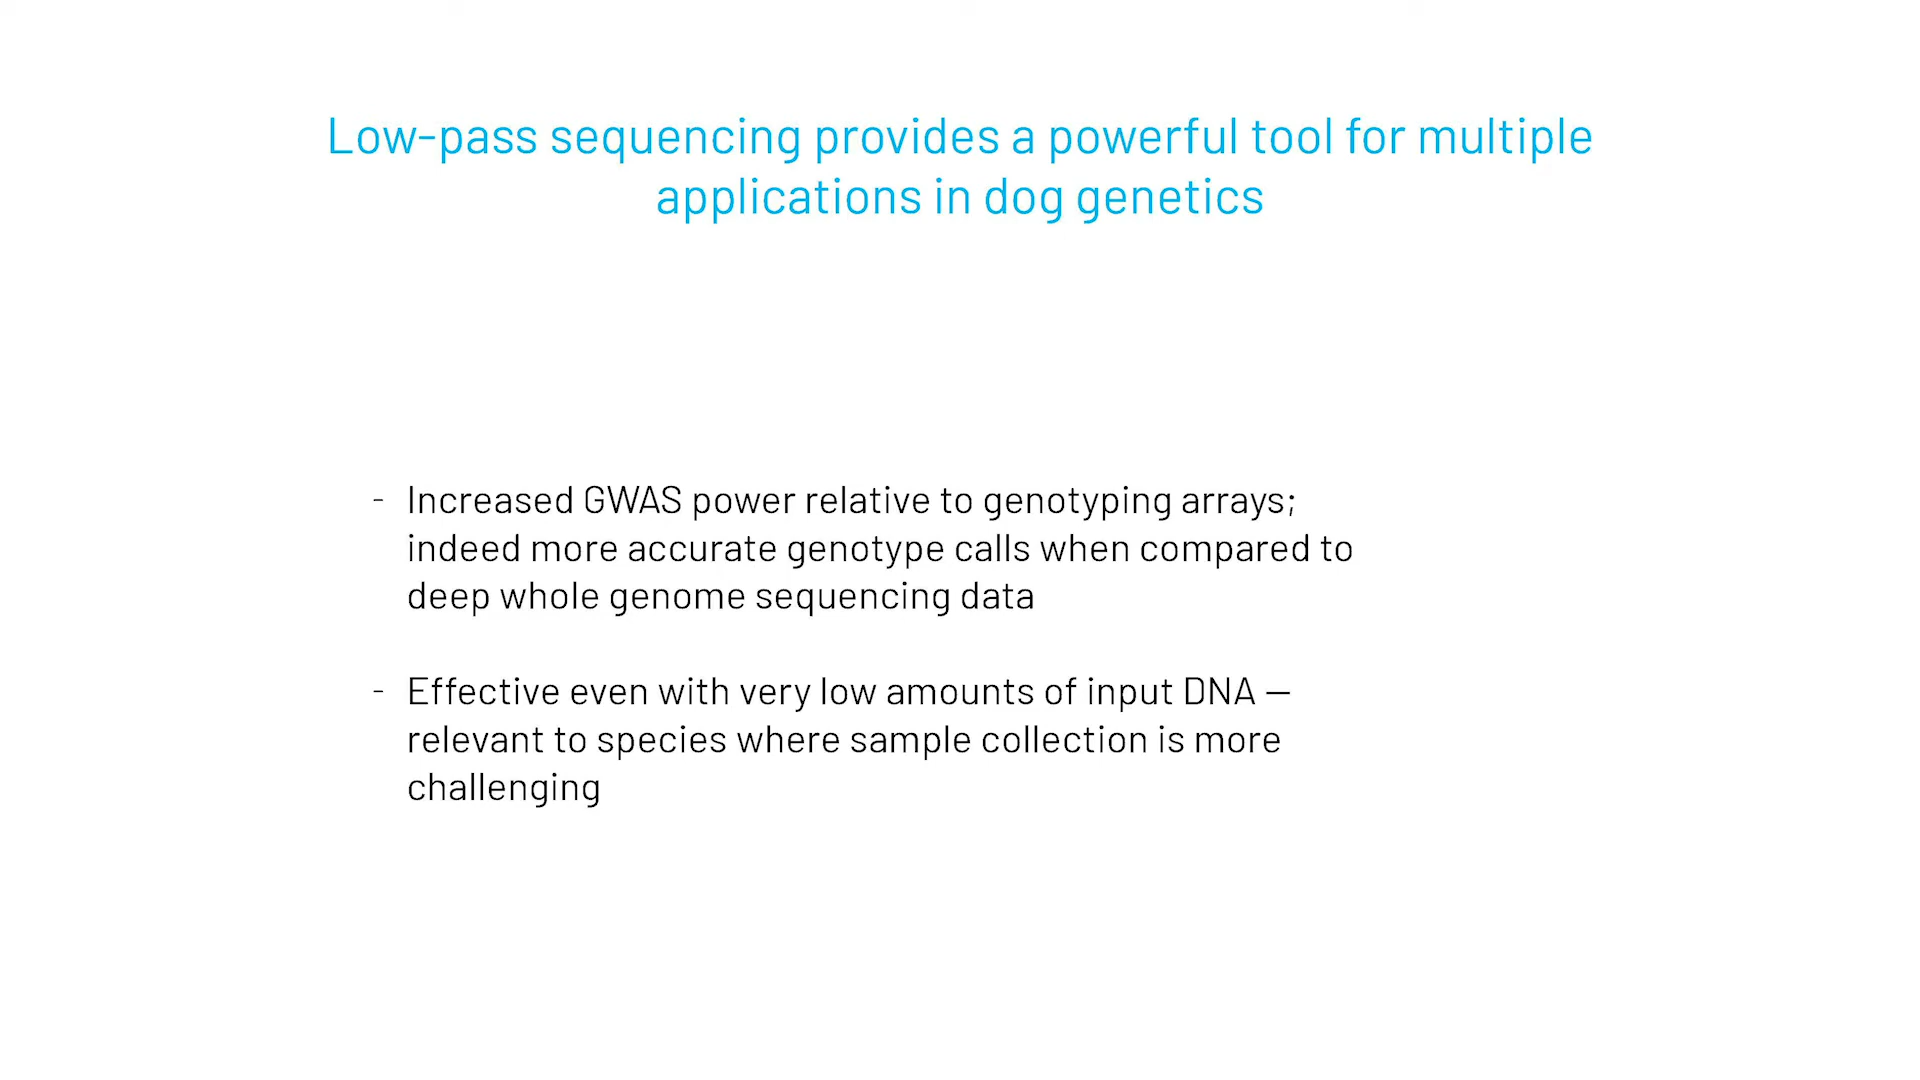 Low-pass sequencing provides a powerful tool for multiple
applications in dog genetics
- Increased GWAS power relative to genotyping arrays;
indeed more accurate genotype calls when compared to
deep whole genome sequencing data
- Effective even with very low amounts of input DNA —
relevant to species where sample collection is more
challenging